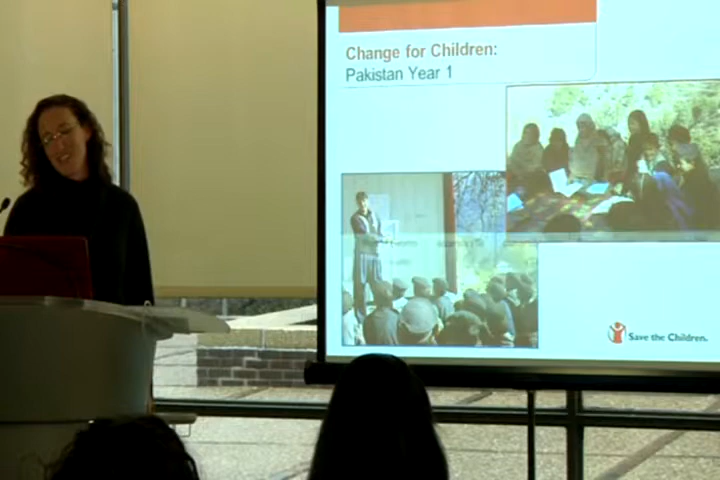 Change for Children:
Pakistan Year 1
Save the Children.